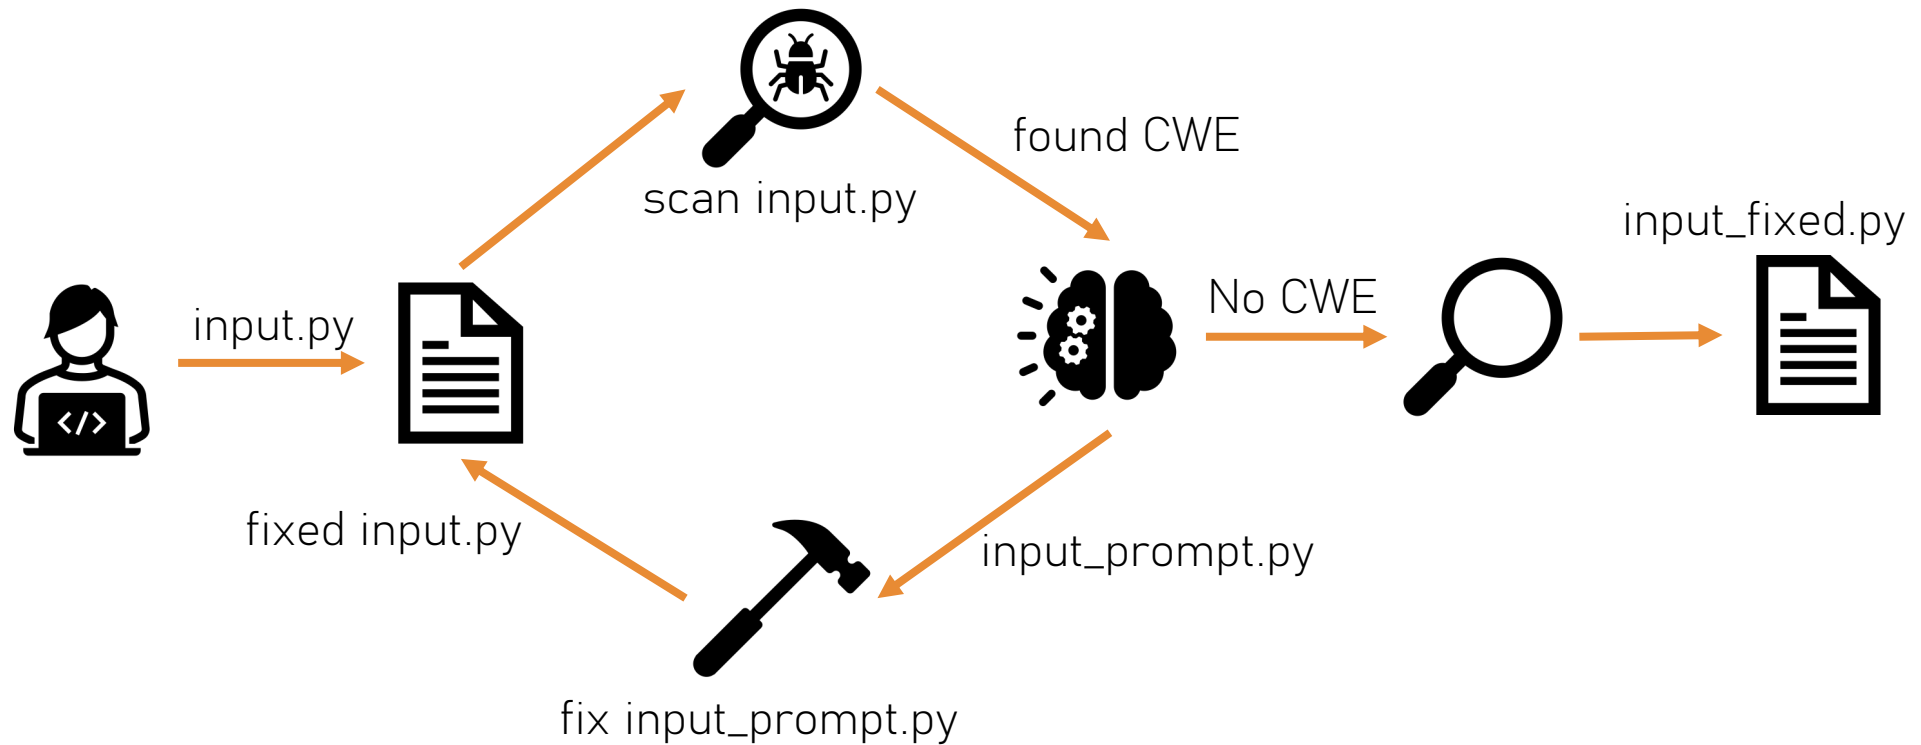 found CWE
scan input.py
input_fixed.py
No CWE
input.py
</>
fixed input.py
input_prompt.py
fix input_prompt.py